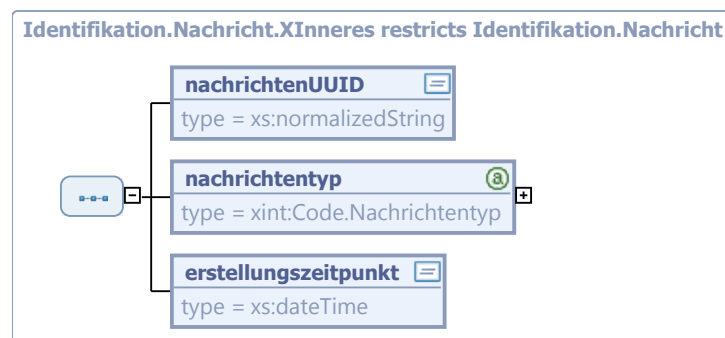 Identifikation.Nachricht.XInneres restricts Identifikation.Nachricht
nachrichtenUUID
type = xs:normalizedString
nachrichtentyp
type = xint:Code.Nachrichtentyp
erstellungszeitpunkt
type = xs:dateTime